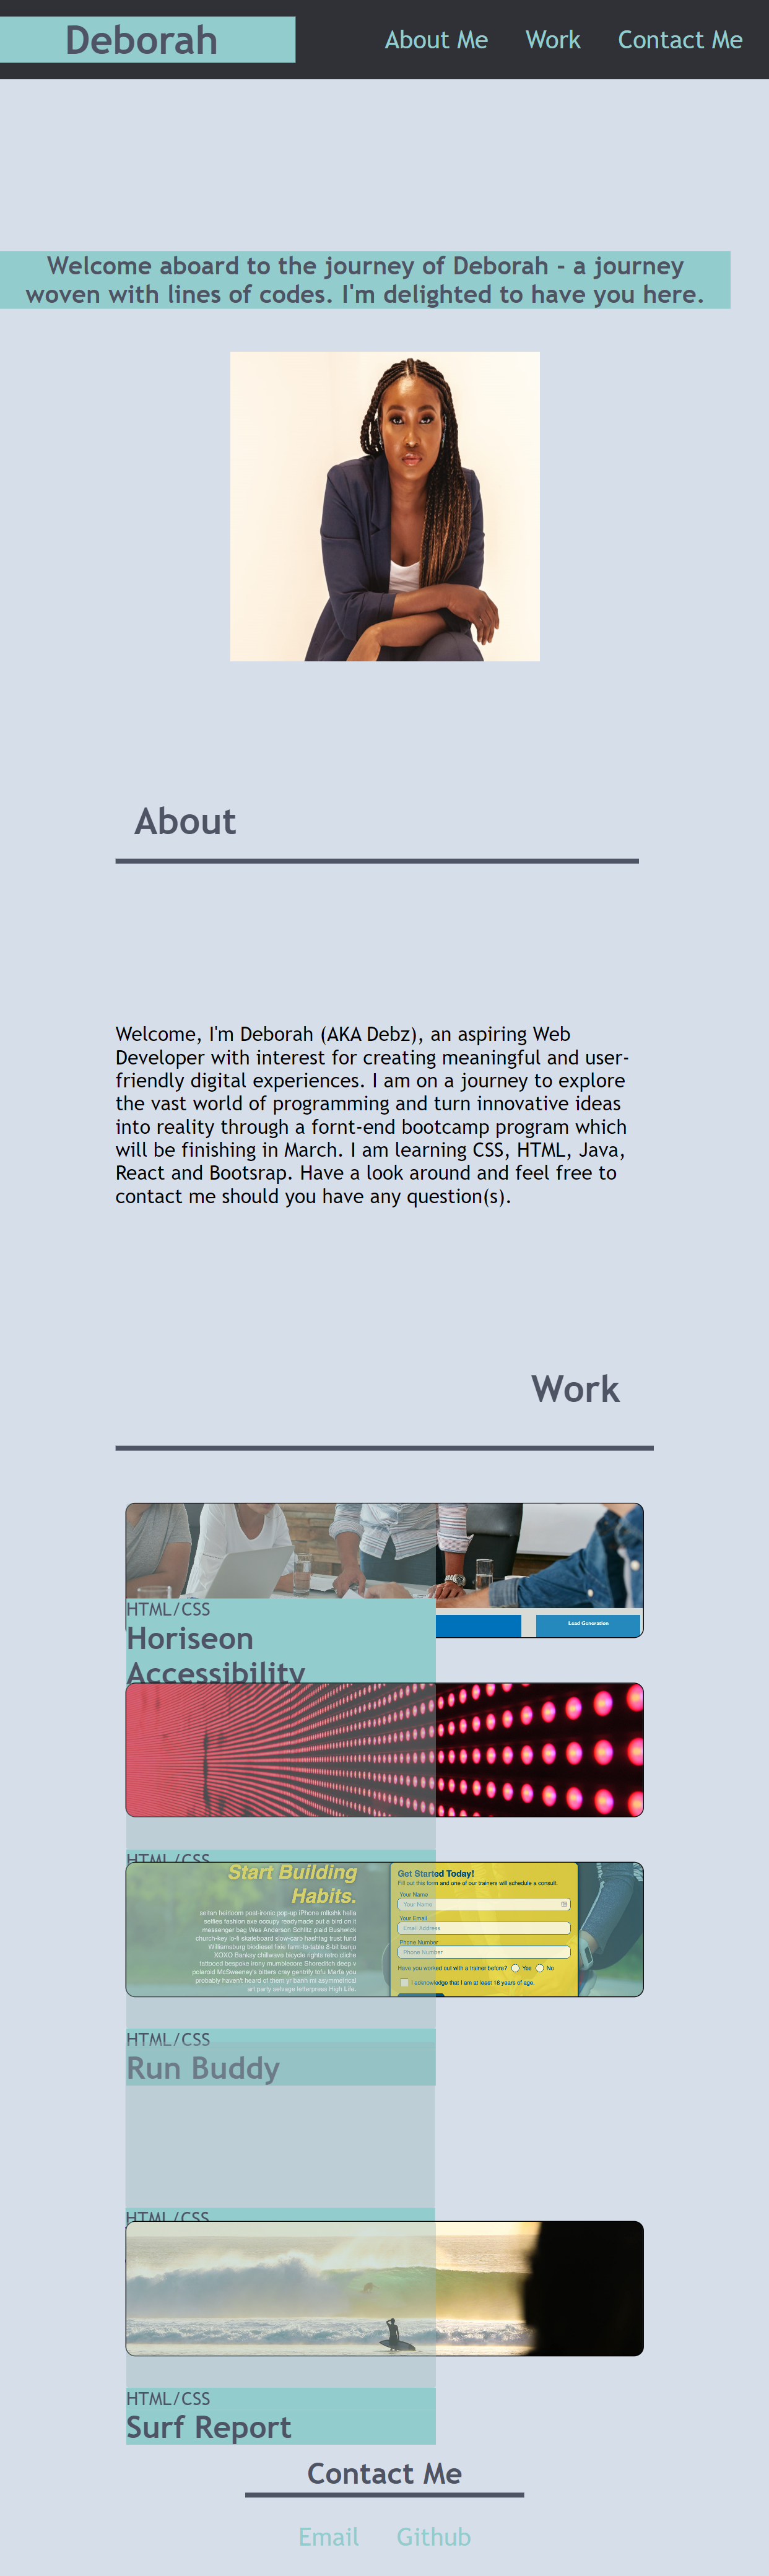 Deborah
About Me Work Contact Me
Welcome aboard to the journey of Deborah - a journey
woven with lines of codes. I'm delighted to have you here.
About
Welcome, I'm Deborah (AKA Debz), an aspiring Web
Developer with interest for creating meaningful and user-
friendly digital experiences. I am on a journey to explore
the vast world of programming and turn innovative ideas
into reality through a fornt-end bootcamp program which
will be finishing in March. I am learning CSS, HTML, Java,
React and Bootsrap. Have a look around and feel free to
contact me should you have any question(s).
Work
Lead Generation
HTML/CSS
Horiseon
Accessibility
HTML/CSS
Start Building
Habits.
seitan heirloom post-ironic pop-up iPhone milkshk hella
selfies fashion axe occupy readymade put a bird on it
messenger bag Wes Anderson Schlitz plaid Bushwick
church-key lo-fi skateboard slow-carb hashtag trust fund
Williamsburg biodiesel fixie farm-to-table 8-bit banjo
XOXO Banksy chillwave bicycle rights retro cliche
tattooed bespoke irony mumblecore Shoreditch deep v
polaroid McSweeney's bitters cray gentrify tofu Marfa you
probably haven't heard of them yr banh mi asymmetrical
art party selvage letterpress High Life.
Get Started Today!
Fill out this form and one of our trainers will schedule a consult.
Your Name
Your Name
Your Email
Email Address
Phone Number
Phone Number
Have you worked out with a trainer before? Yes No
I acknowledge that I am at least 18 years of age.
HTML/CSS
Run Buddy
HTML/CSS
HTML/CSS
Surf Report
Contact Me
Email Github